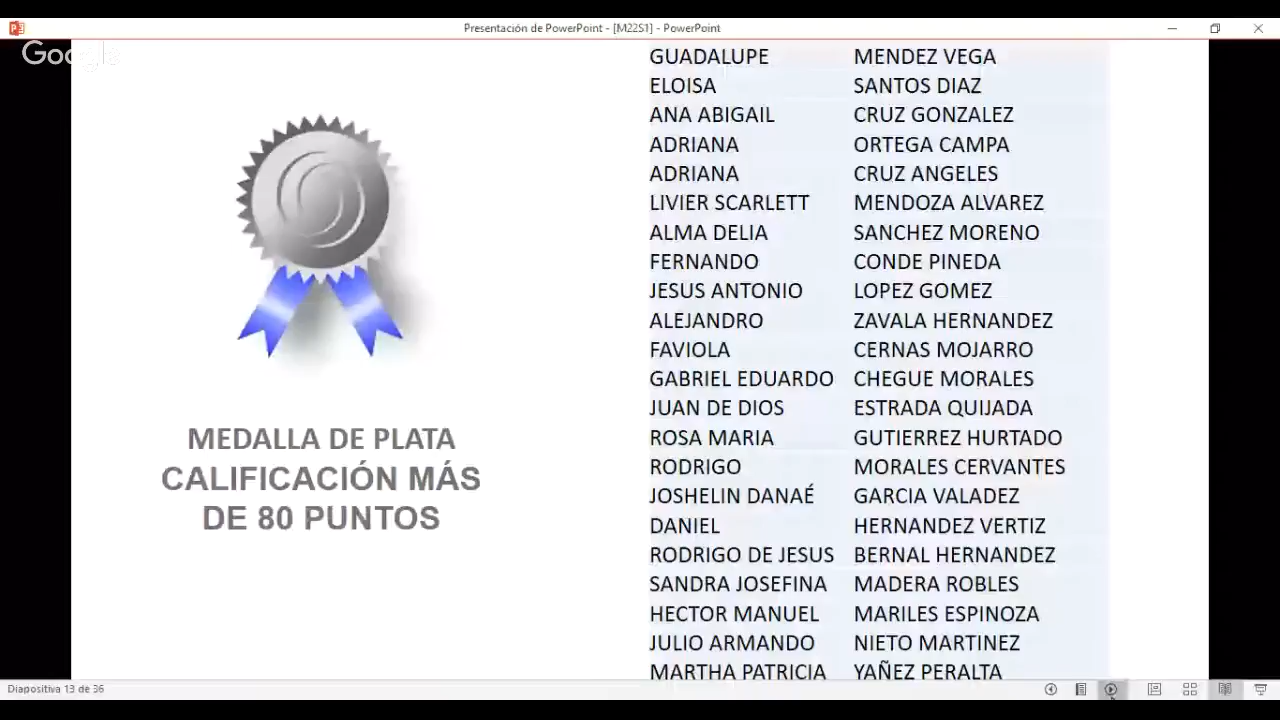 Presentación de PowerPoint - [M22S1] - PowerPoint
Google
GUADALUPE MENDEZ VEGA
ELOISA SANTOS DIAZ
ANA ABIGAIL CRUZ GONZALEZ
ADRIANA ORTEGA CAMPA
ADRIANA CRUZ ANGELES
LIVIER SCARLETT MENDOZA ALVAREZ
ALMA DELIA SANCHEZ MORENO
FERNANDO CONDE PINEDA
JESUS ANTONIO LOPEZ GOMEZ
ALEJANDRO ZAVALA HERNANDEZ
FAVIOLA CERNAS MOJARRO
GABRIEL EDUARDO CHEGUE MORALES
JUAN DE DIOS ESTRADA QUIJADA
ROSA MARIA GUTIERREZ HURTADO
RODRIGO MORALES CERVANTES
JOSHELIN DANAÉ GARCIA VALADEZ
DANIEL HERNANDEZ VERTIZ
RODRIGO DE JESUS BERNAL HERNANDEZ
SANDRA JOSEFINA MADERA ROBLES
HECTOR MANUEL MARILES ESPINOZA
JULIO ARMANDO NIETO MARTINEZ
MARTHA PATRICIA YAÑEZ PERALTA
MEDALLA DE PLATA
CALIFICACIÓN MÁS
DE 80 PUNTOS
Diapositiva 13 de 36